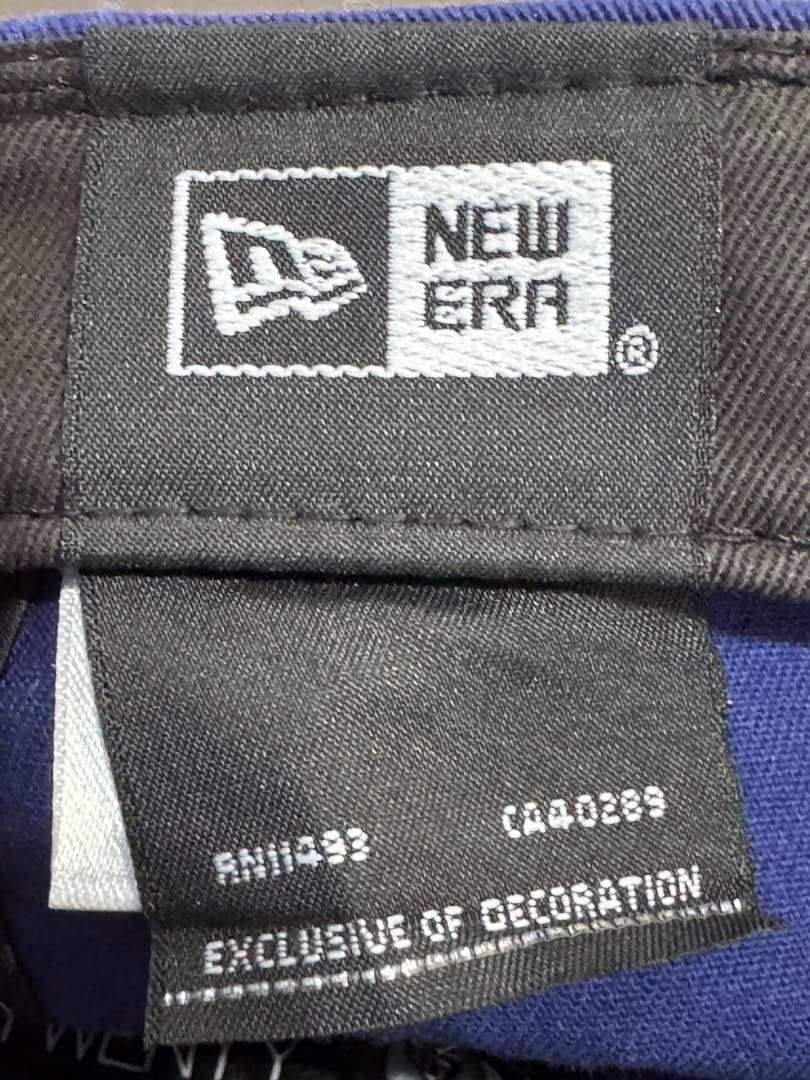 NEW
ERA
®
RN11493
CA40289
EXCLUSIVE OF DECORATION